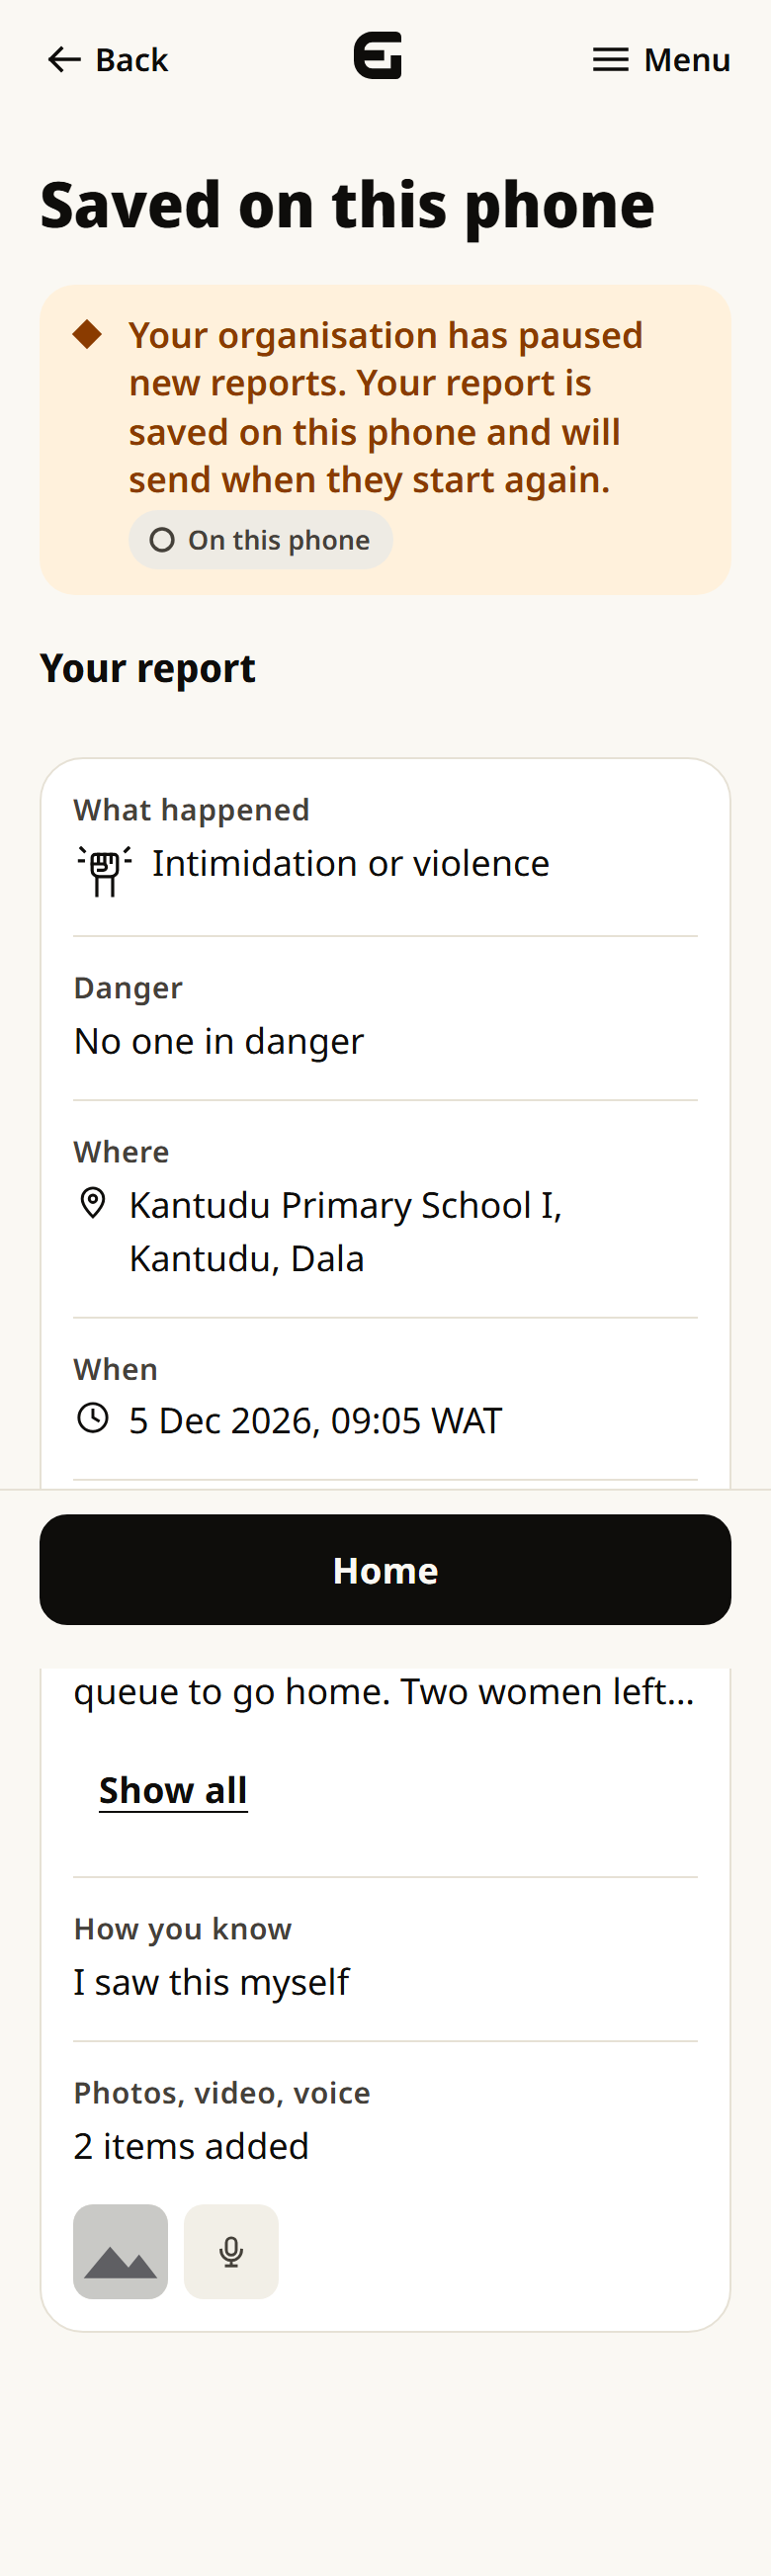 Back
Menu
Saved on this phone
Your organisation has paused
new reports. Your report is
saved on this phone and will
send when they start again.
On this phone
Your report
What happened
Intimidation or violence
Danger
No one in danger
Where
Kantudu Primary School I,
Kantudu, Dala
When
5 Dec 2026, 09:05 WAT
Home
queue to go home. Two women left...
Show all
How you know
I saw this myself
Photos, video, voice
2 items added